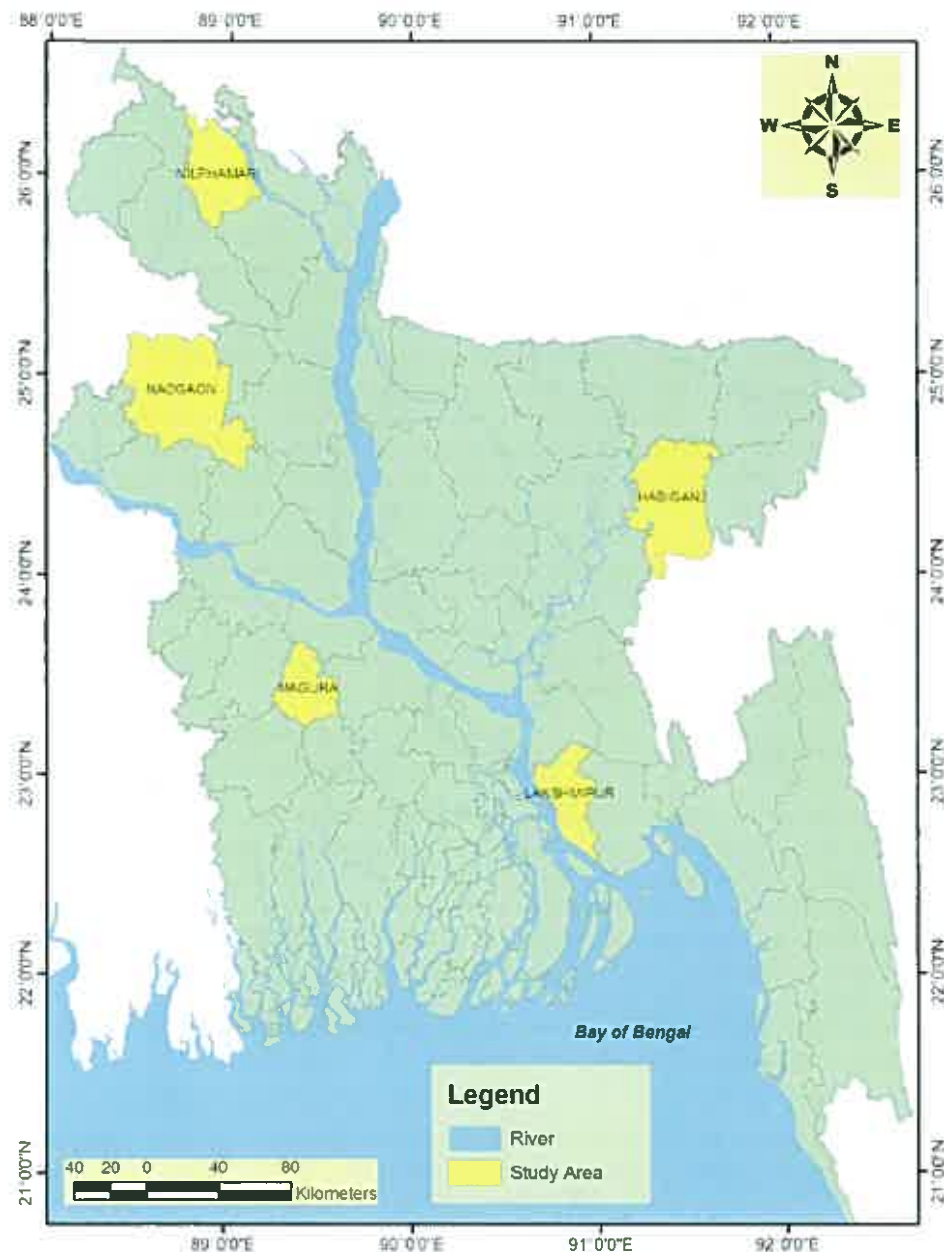 88°0'0"E 89°0'0"E 90°0'0"E 91°0'0"E 92°0'0"E
N
W E
S
26°0'0"N 26°0'0"N
NILPHAMARI
25°0'0"N 25°0'0"N
NAOGAON
HABIGANJ
24°0'0"N 24°0'0"N
MAGURA
23°0'0"N 23°0'0"N
LAKSHMIPUR
22°0'0"N 22°0'0"N
Bay of Bengal
Legend
River
Study Area
21°0'0"N 21°0'0"N
40 20 0 40 80
Kilometers
89°0'0"E 90°0'0"E 91°0'0"E 92°0'0"E